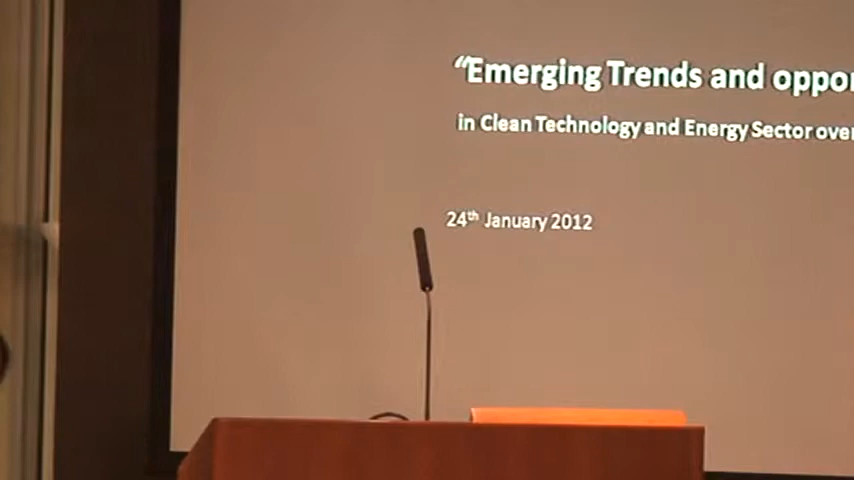 “Emerging Trends and oppor
in Clean Technology and Energy Sector over
24th January 2012